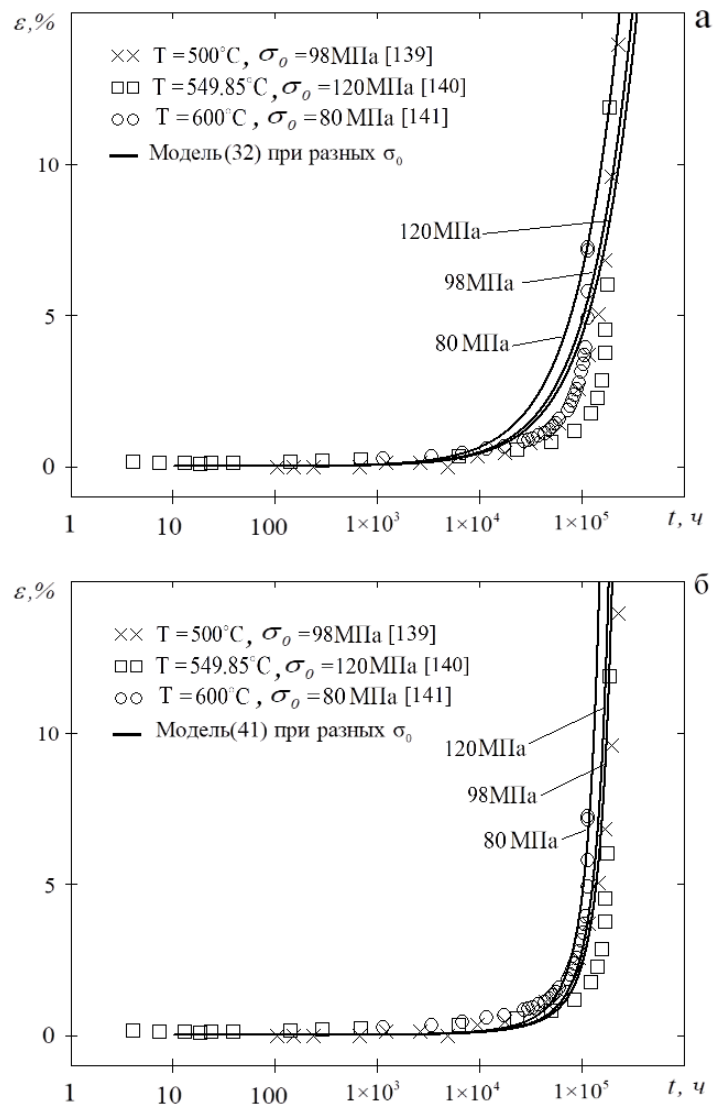 ε,%
а
×× T = 500°C, σ₀ = 98МПа [139]
□□ T = 549.85°C, σ₀ = 120МПа [140]
○○ T = 600°C, σ₀ = 80 МПа [141]
Модель(32) при разных σ₀
10
120МПа
98МПа
5
80 МПа
0
1 10 100 1×10³ 1×10⁴ 1×10⁵ t, ч
ε,%
б
×× T = 500°C, σ₀ = 98МПа [139]
□□ T = 549.85°C, σ₀ = 120МПа [140]
○○ T = 600°C, σ₀ = 80 МПа [141]
Модель(41) при разных σ₀
10
120МПа
98МПа
80 МПа
5
0
1 10 100 1×10³ 1×10⁴ 1×10⁵ t, ч